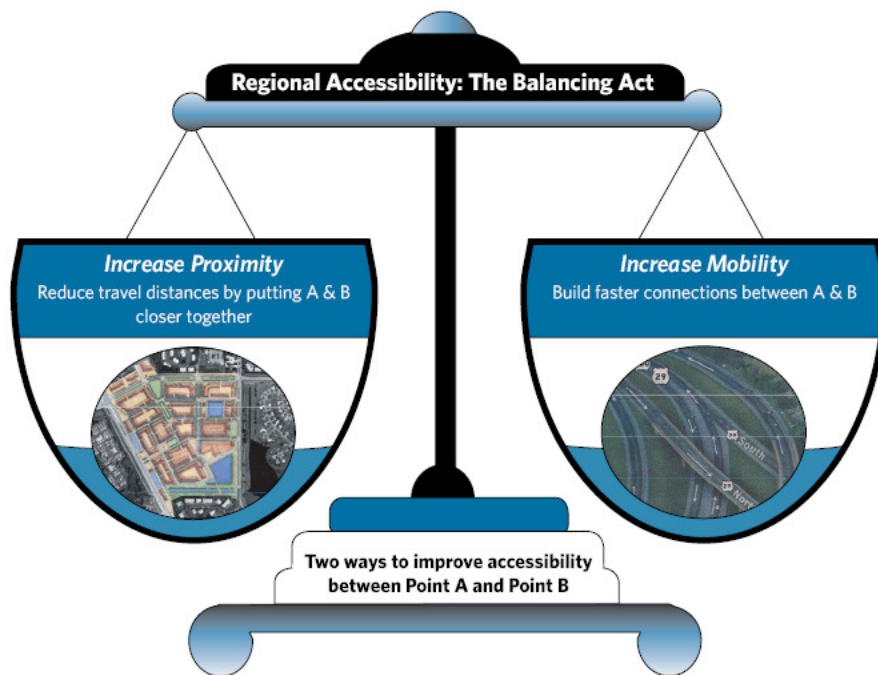 Regional Accessibility: The Balancing Act
Increase Proximity
Reduce travel distances by putting A & B
closer together
Increase Mobility
Build faster connections between A & B
29
29
South
29
Two ways to improve accessibility
between Point A and Point B